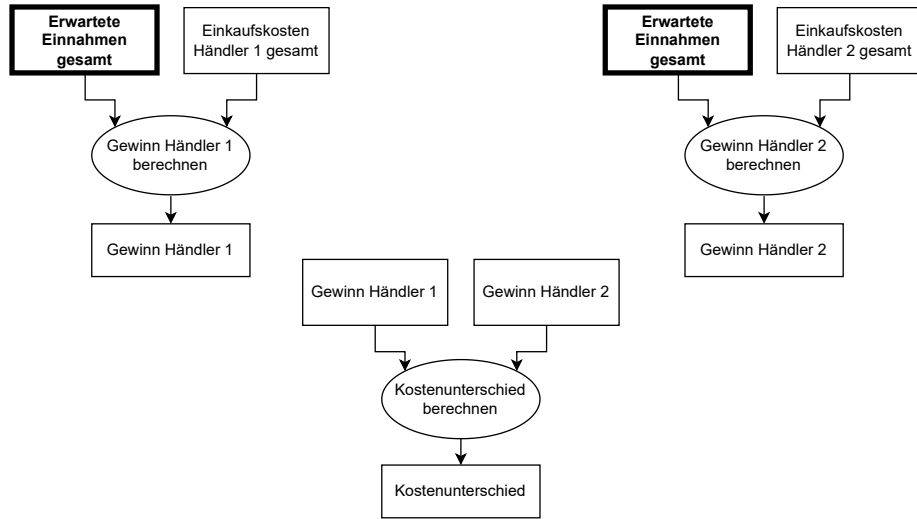 Erwartete
Einnahmen
gesamt
Einkaufskosten
Händler 1 gesamt
Erwartete
Einnahmen
gesamt
Einkaufskosten
Händler 2 gesamt
Gewinn Händler 1
berechnen
Gewinn Händler 2
berechnen
Gewinn Händler 1
Gewinn Händler 2
Gewinn Händler 1
Gewinn Händler 2
Kostenunterschied
berechnen
Kostenunterschied